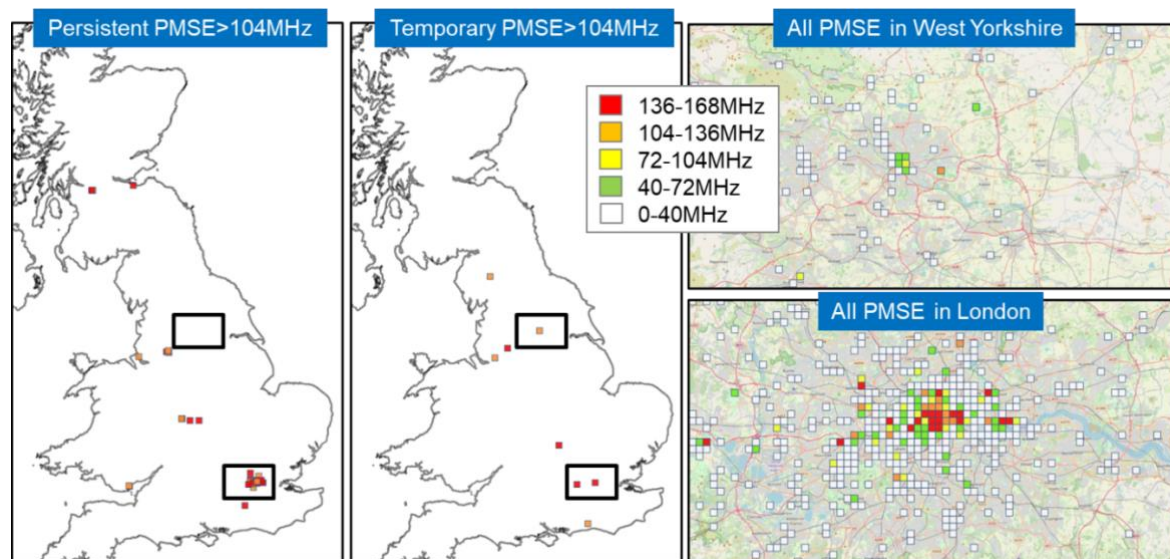 Persistent PMSE>104MHz
Temporary PMSE>104MHz
All PMSE in West Yorkshire
136-168MHz
104-136MHz
72-104MHz
40-72MHz
0-40MHz
All PMSE in London